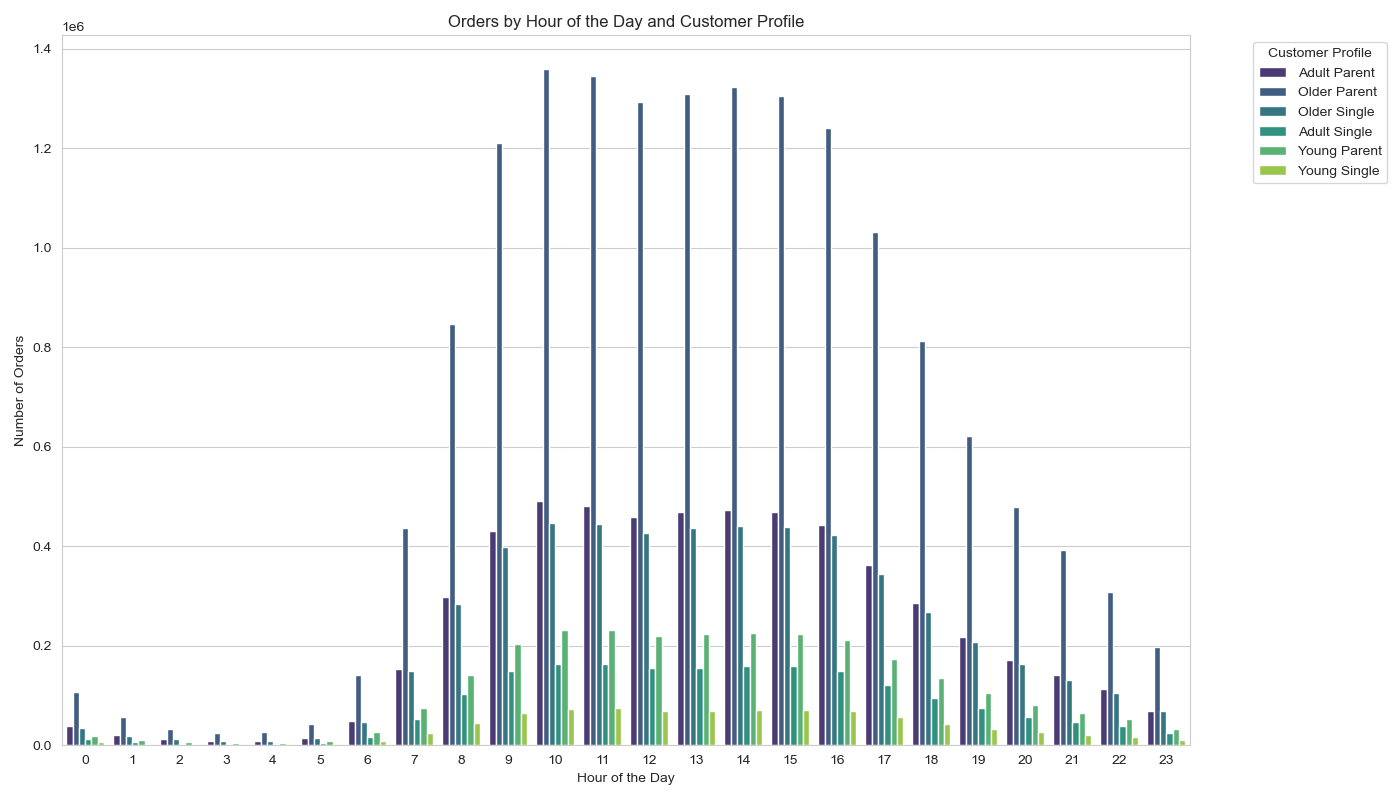 Orders by Hour of the Day and Customer Profile
1e6
1.4
1.2
1.0
0.8
0.6
0.4
0.2
0.0
Number of Orders
0 1 2 3 4 5 6 7 8 9 10 11 12 13 14 15 16 17 18 19 20 21 22 23
Hour of the Day
Customer Profile
Adult Parent
Older Parent
Older Single
Adult Single
Young Parent
Young Single